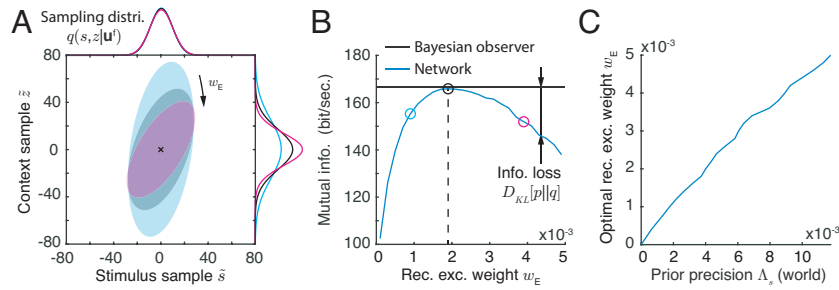 A
Sampling distri.
q(s,z|u^f)
Context sample z̃
80
40
0
-40
-80
w_E
-80 -40 0 40 80
Stimulus sample s̃
B
Bayesian observer
Network
Mutual info. (bit/sec.)
180
160
140
120
100
Info. loss
D_KL[p||q]
x10⁻³
0 1 2 3 4 5
Rec. exc. weight w_E
C
x10⁻³
Optimal rec. exc. weight w_E
5
4
3
2
1
0
x10⁻³
0 2 4 6 8 10
Prior precision Λ_s (world)